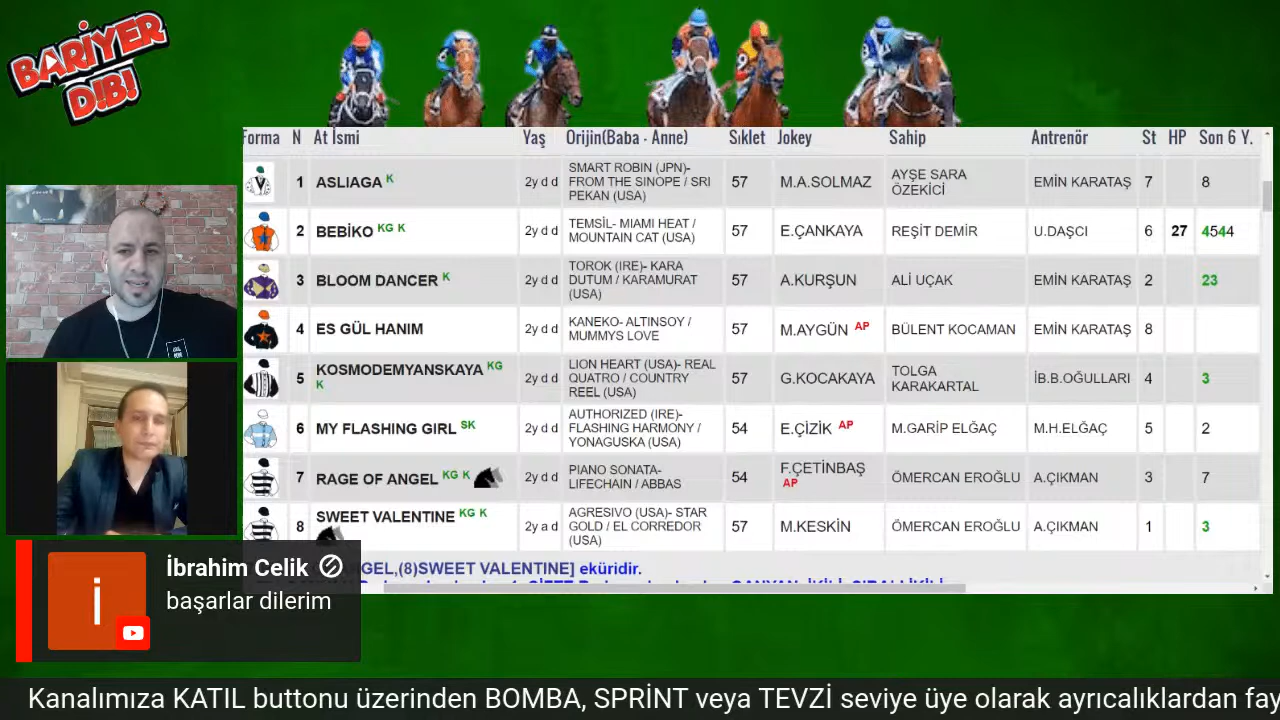 BARİYER
DİBİ
Forma N At İsmi Yaş Orijin(Baba - Anne) Sıklet Jokey Sahip Antrenör St HP Son 6 Y.
1 ASLIAGA K 2y d d SMART ROBIN (JPN)- FROM THE SINOPE / SRI PEKAN (USA) 57 M.A.SOLMAZ AYŞE SARA ÖZEKİCİ EMİN KARATAŞ 7 8
2 BEBİKO KG K 2y d d TEMSİL- MIAMI HEAT / MOUNTAIN CAT (USA) 57 E.ÇANKAYA REŞİT DEMİR U.DAŞCI 6 27 4544
3 BLOOM DANCER K 2y d d TOROK (IRE)- KARA DUTUM / KARAMURAT (USA) 57 A.KURŞUN ALİ UÇAK EMİN KARATAŞ 2 23
4 ES GÜL HANIM 2y d d KANEKO- ALTINSOY / MUMMYS LOVE 57 M.AYGÜN AP BÜLENT KOCAMAN EMİN KARATAŞ 8
5 KOSMODEMYANSKAYA KG K 2y d d LION HEART (USA)- REAL QUATRO / COUNTRY REEL (USA) 57 G.KOCAKAYA TOLGA KARAKARTAL İB.B.OĞULLARI 4 3
6 MY FLASHING GIRL SK 2y d d AUTHORIZED (IRE)- FLASHING HARMONY / YONAGUSKA (USA) 54 E.ÇİZİK AP M.GARİP ELĞAÇ M.H.ELĞAÇ 5 2
7 RAGE OF ANGEL KG K 2y d d PIANO SONATA- LIFECHAIN / ABBAS 54 F.ÇETİNBAŞ AP ÖMERCAN EROĞLU A.ÇIKMAN 3 7
8 SWEET VALENTINE KG K 2y a d AGRESIVO (USA)- STAR GOLD / EL CORREDOR (USA) 57 M.KESKİN ÖMERCAN EROĞLU A.ÇIKMAN 1 3
GEL,(8)SWEET VALENTINE] eküridir.
i
İbrahim Celik
başarlar dilerim
Kanalımıza KATIL buttonu üzerinden BOMBA, SPRİNT veya TEVZİ seviye üye olarak ayrıcalıklardan fay